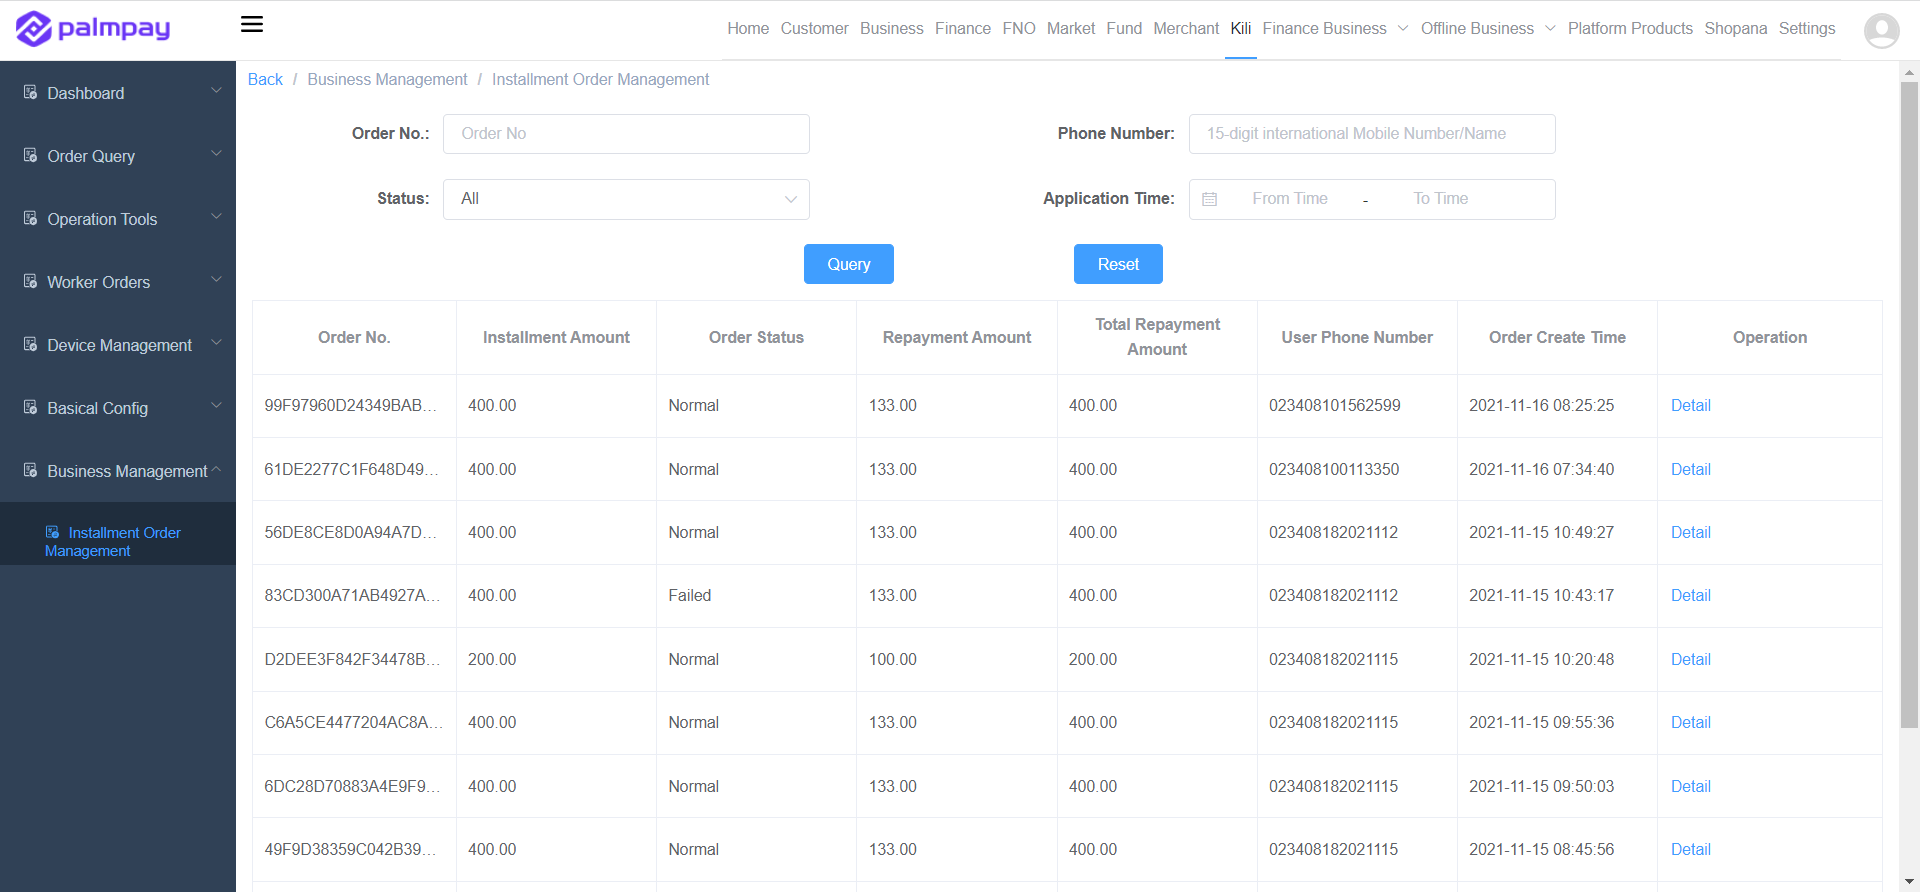 palmpay
Home Customer Business Finance FNO Market Fund Merchant Kili Finance Business Offline Business Platform Products Shopana Settings
Dashboard
Order Query
Operation Tools
Worker Orders
Device Management
Basical Config
Business Management
Installment Order
Management
Back / Business Management / Installment Order Management
Order No.: Order No
Phone Number: 15-digit international Mobile Number/Name
Status: All
Application Time: From Time - To Time
Query Reset
Order No. Installment Amount Order Status Repayment Amount Total Repayment Amount User Phone Number Order Create Time Operation
99F97960D24349BAB... 400.00 Normal 133.00 400.00 023408101562599 2021-11-16 08:25:25 Detail
61DE2277C1F648D49... 400.00 Normal 133.00 400.00 023408100113350 2021-11-16 07:34:40 Detail
56DE8CE8D0A94A7D... 400.00 Normal 133.00 400.00 023408182021112 2021-11-15 10:49:27 Detail
83CD300A71AB4927A... 400.00 Failed 133.00 400.00 023408182021112 2021-11-15 10:43:17 Detail
D2DEE3F842F34478B... 200.00 Normal 100.00 200.00 023408182021115 2021-11-15 10:20:48 Detail
C6A5CE4477204AC8A... 400.00 Normal 133.00 400.00 023408182021115 2021-11-15 09:55:36 Detail
6DC28D70883A4E9F9... 400.00 Normal 133.00 400.00 023408182021115 2021-11-15 09:50:03 Detail
49F9D38359C042B39... 400.00 Normal 133.00 400.00 023408182021115 2021-11-15 08:45:56 Detail